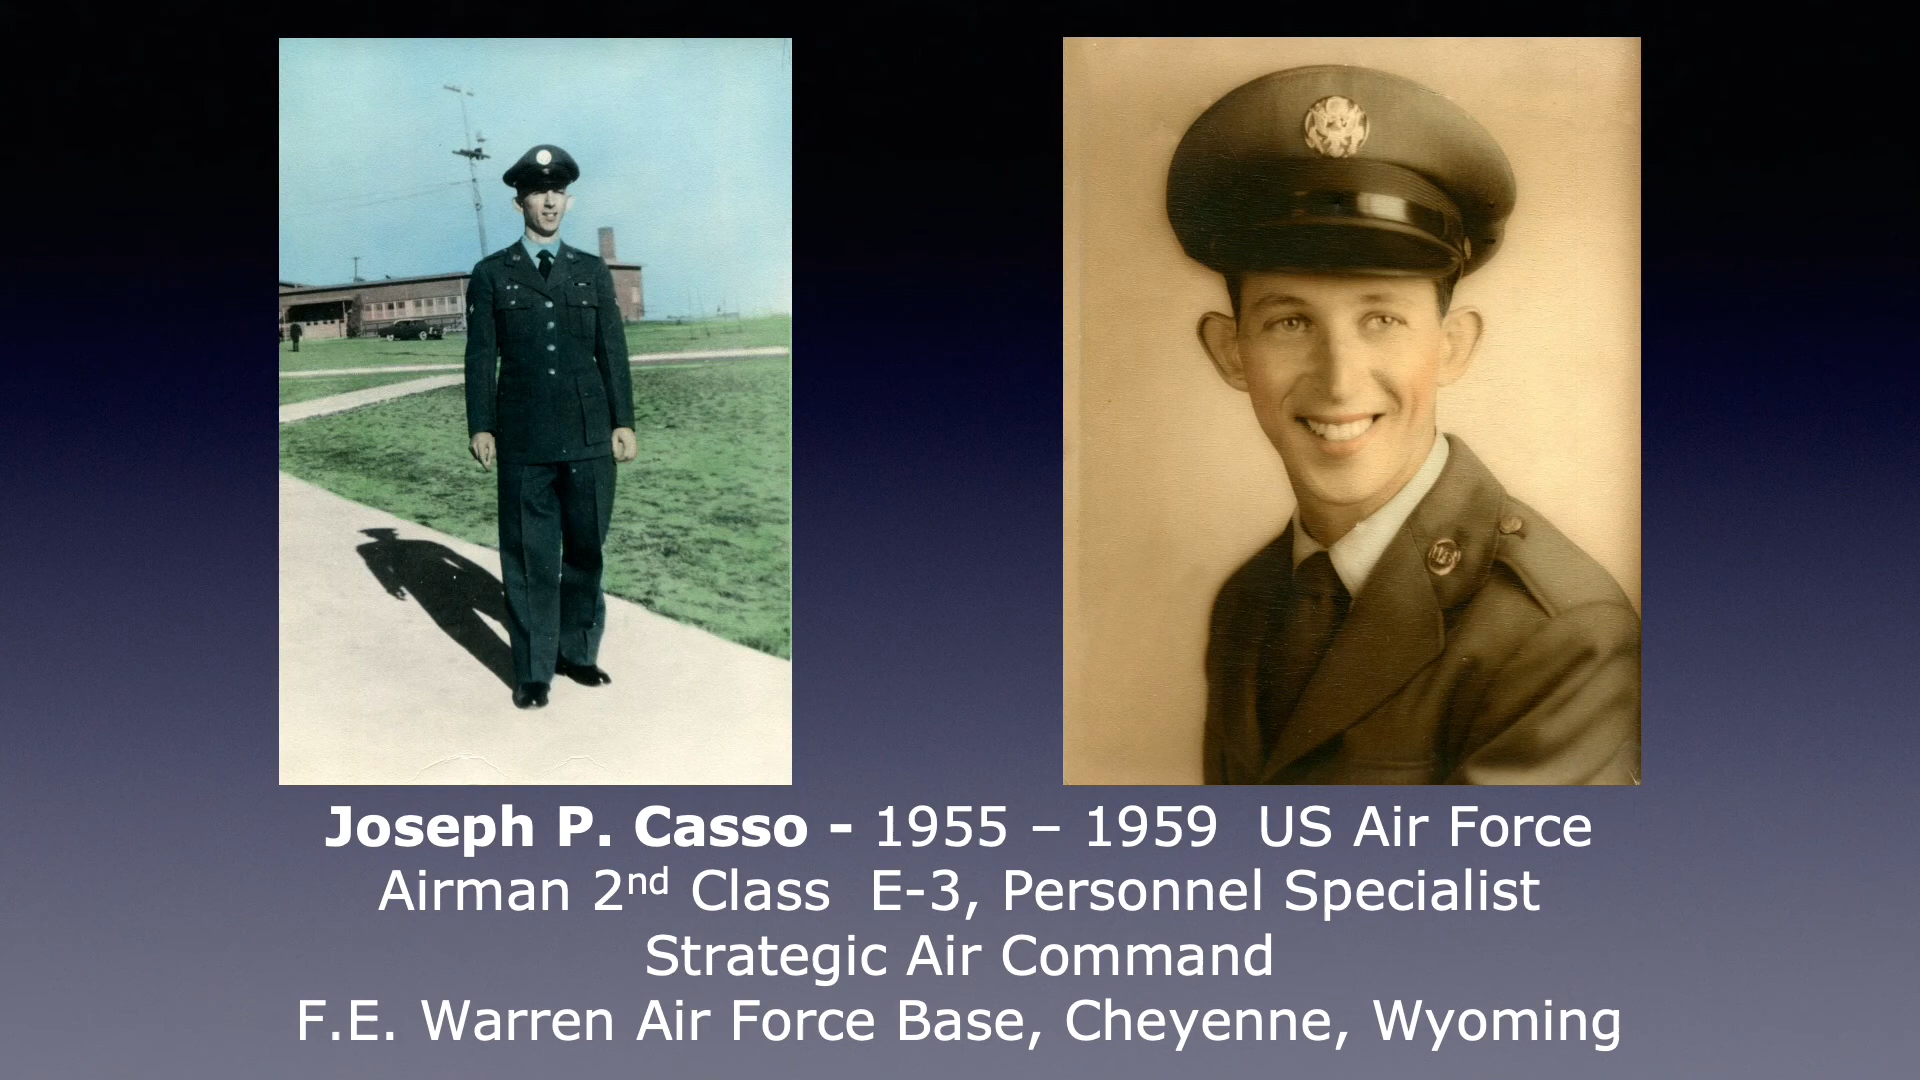 Joseph P. Casso - 1955 – 1959  US Air Force
Airman 2nd Class  E-3, Personnel Specialist
Strategic Air Command
F.E. Warren Air Force Base, Cheyenne, Wyoming